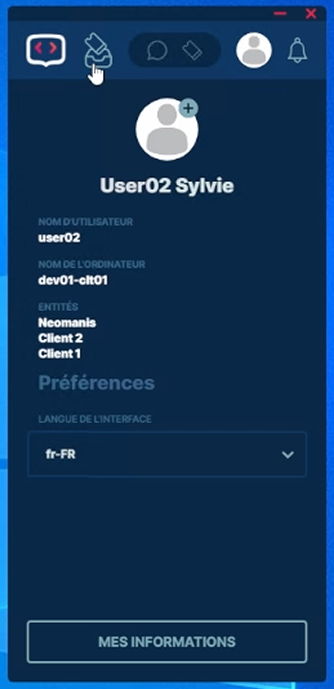 User02 Sylvie
NOM D'UTILISATEUR
user02
NOM DE L'ORDINATEUR
dev01-clt01
ENTITÉS
Neomanis
Client 2
Client 1
Préférences
LANGUE DE L'INTERFACE
fr-FR
MES INFORMATIONS